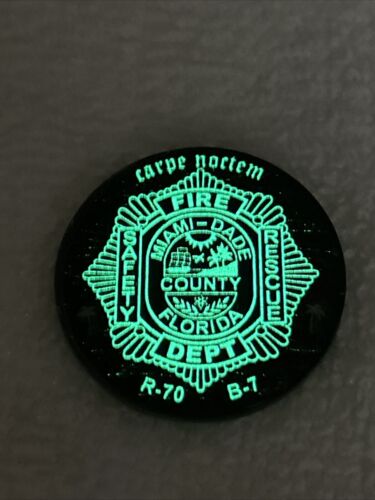 carpe noctem
FIRE
SAFETY
RESCUE
MIAMI-DADE
COUNTY
FLORIDA
DEPT
R-70 B-7